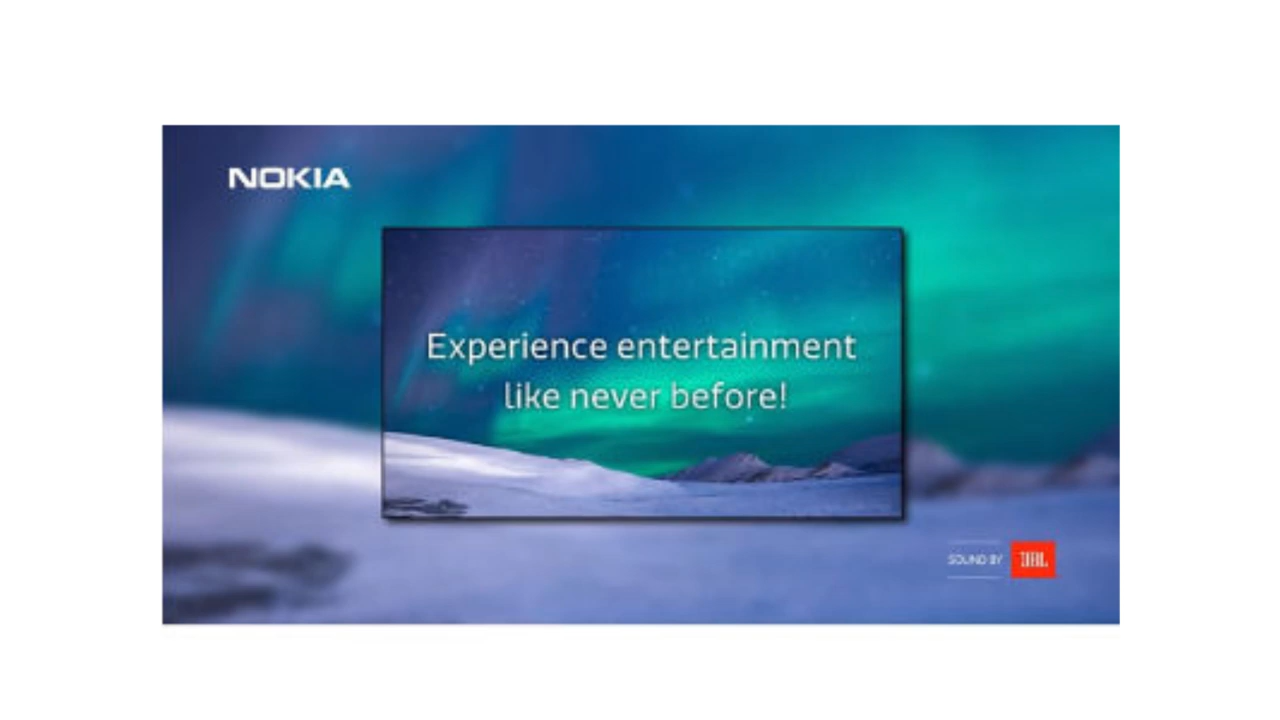 NOKIA
Experience entertainment
like never before!
SOUND BY
JBL